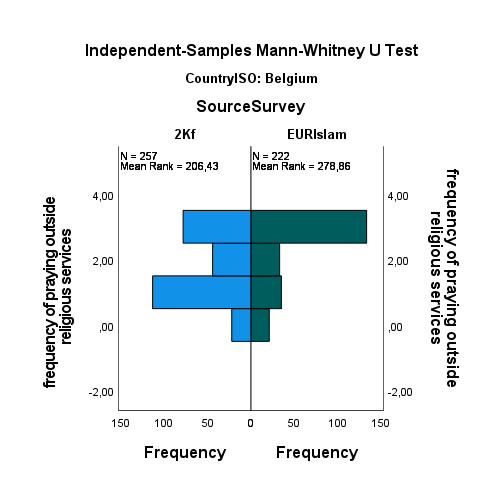 Independent-Samples Mann-Whitney U Test
CountryISO: Belgium
SourceSurvey
2Kf
EURIslam
N = 257
Mean Rank = 206,43
N = 222
Mean Rank = 278,86
frequency of praying outside
religious services
4,00
2,00
,00
-2,00
4,00
2,00
,00
-2,00
frequency of praying outside
religious services
150 100 50 0 50 100 150
Frequency
Frequency